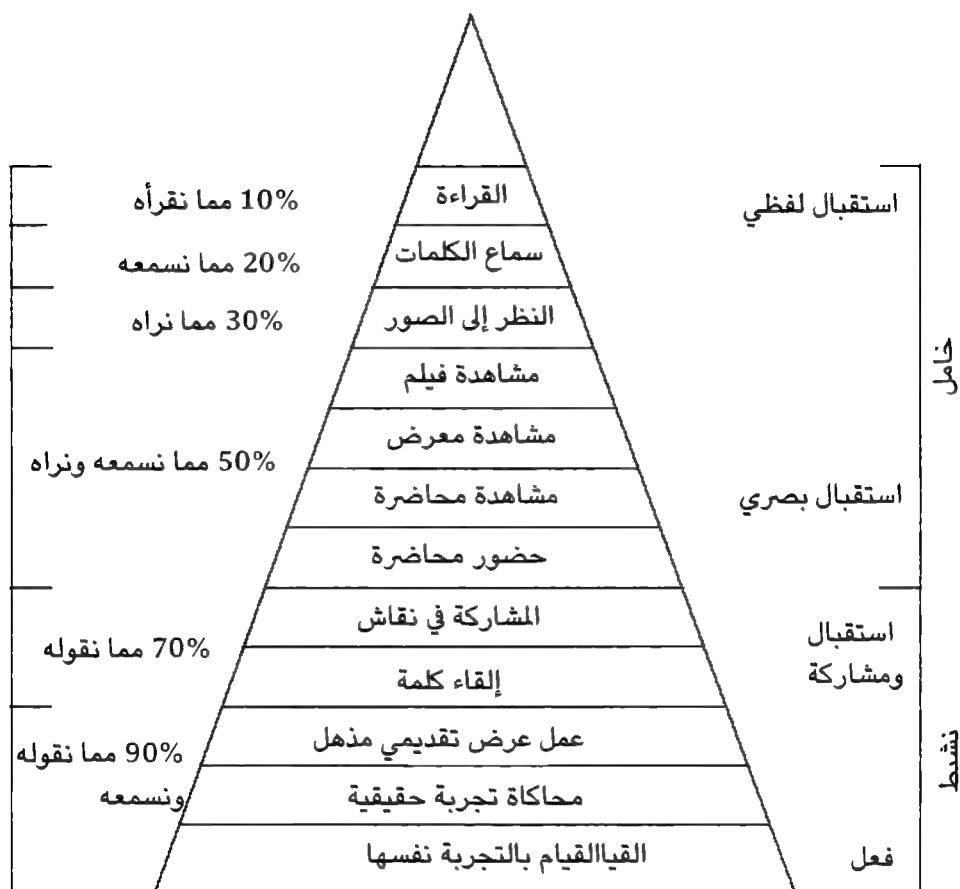 استقبال لفظي
القراءة
10% مما نقرأه
سماع الكلمات
20% مما نسمعه
النظر إلى الصور
30% مما نراه
خامل
مشاهدة فيلم
مشاهدة معرض
50% مما نسمعه ونراه
استقبال بصري
مشاهدة محاضرة
حضور محاضرة
استقبال
ومشاركة
المشاركة في نقاش
70% مما نقوله
إلقاء كلمة
نشيط
عمل عرض تقديمي مذهل
90% مما نقوله
ونسمعه
محاكاة تجربة حقيقية
فعل
القياالقيام بالتجربة نفسها